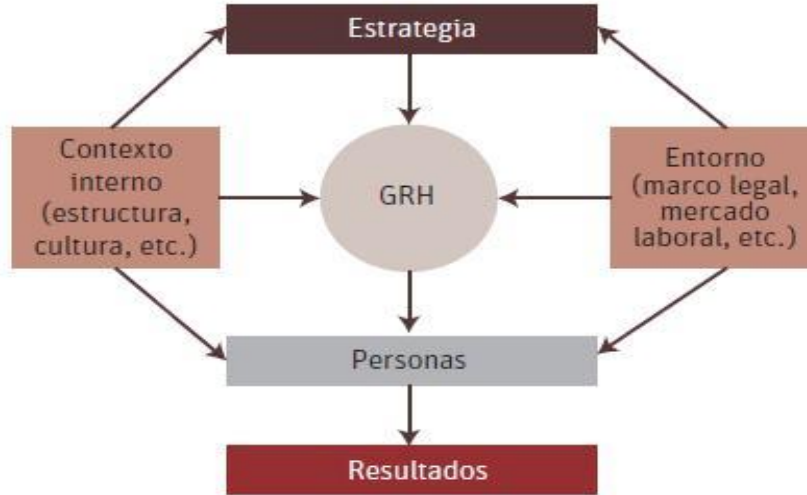 Estrategia
Contexto
interno
(estructura,
cultura, etc.)
GRH
Entorno
(marco legal,
mercado
laboral, etc.)
Personas
Resultados